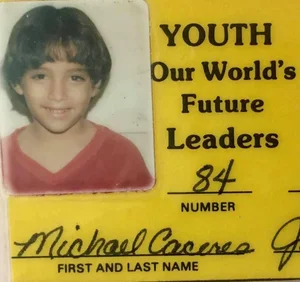 YOUTH
Our World's
Future
Leaders
84
NUMBER
Michael Caceres
FIRST AND LAST NAME